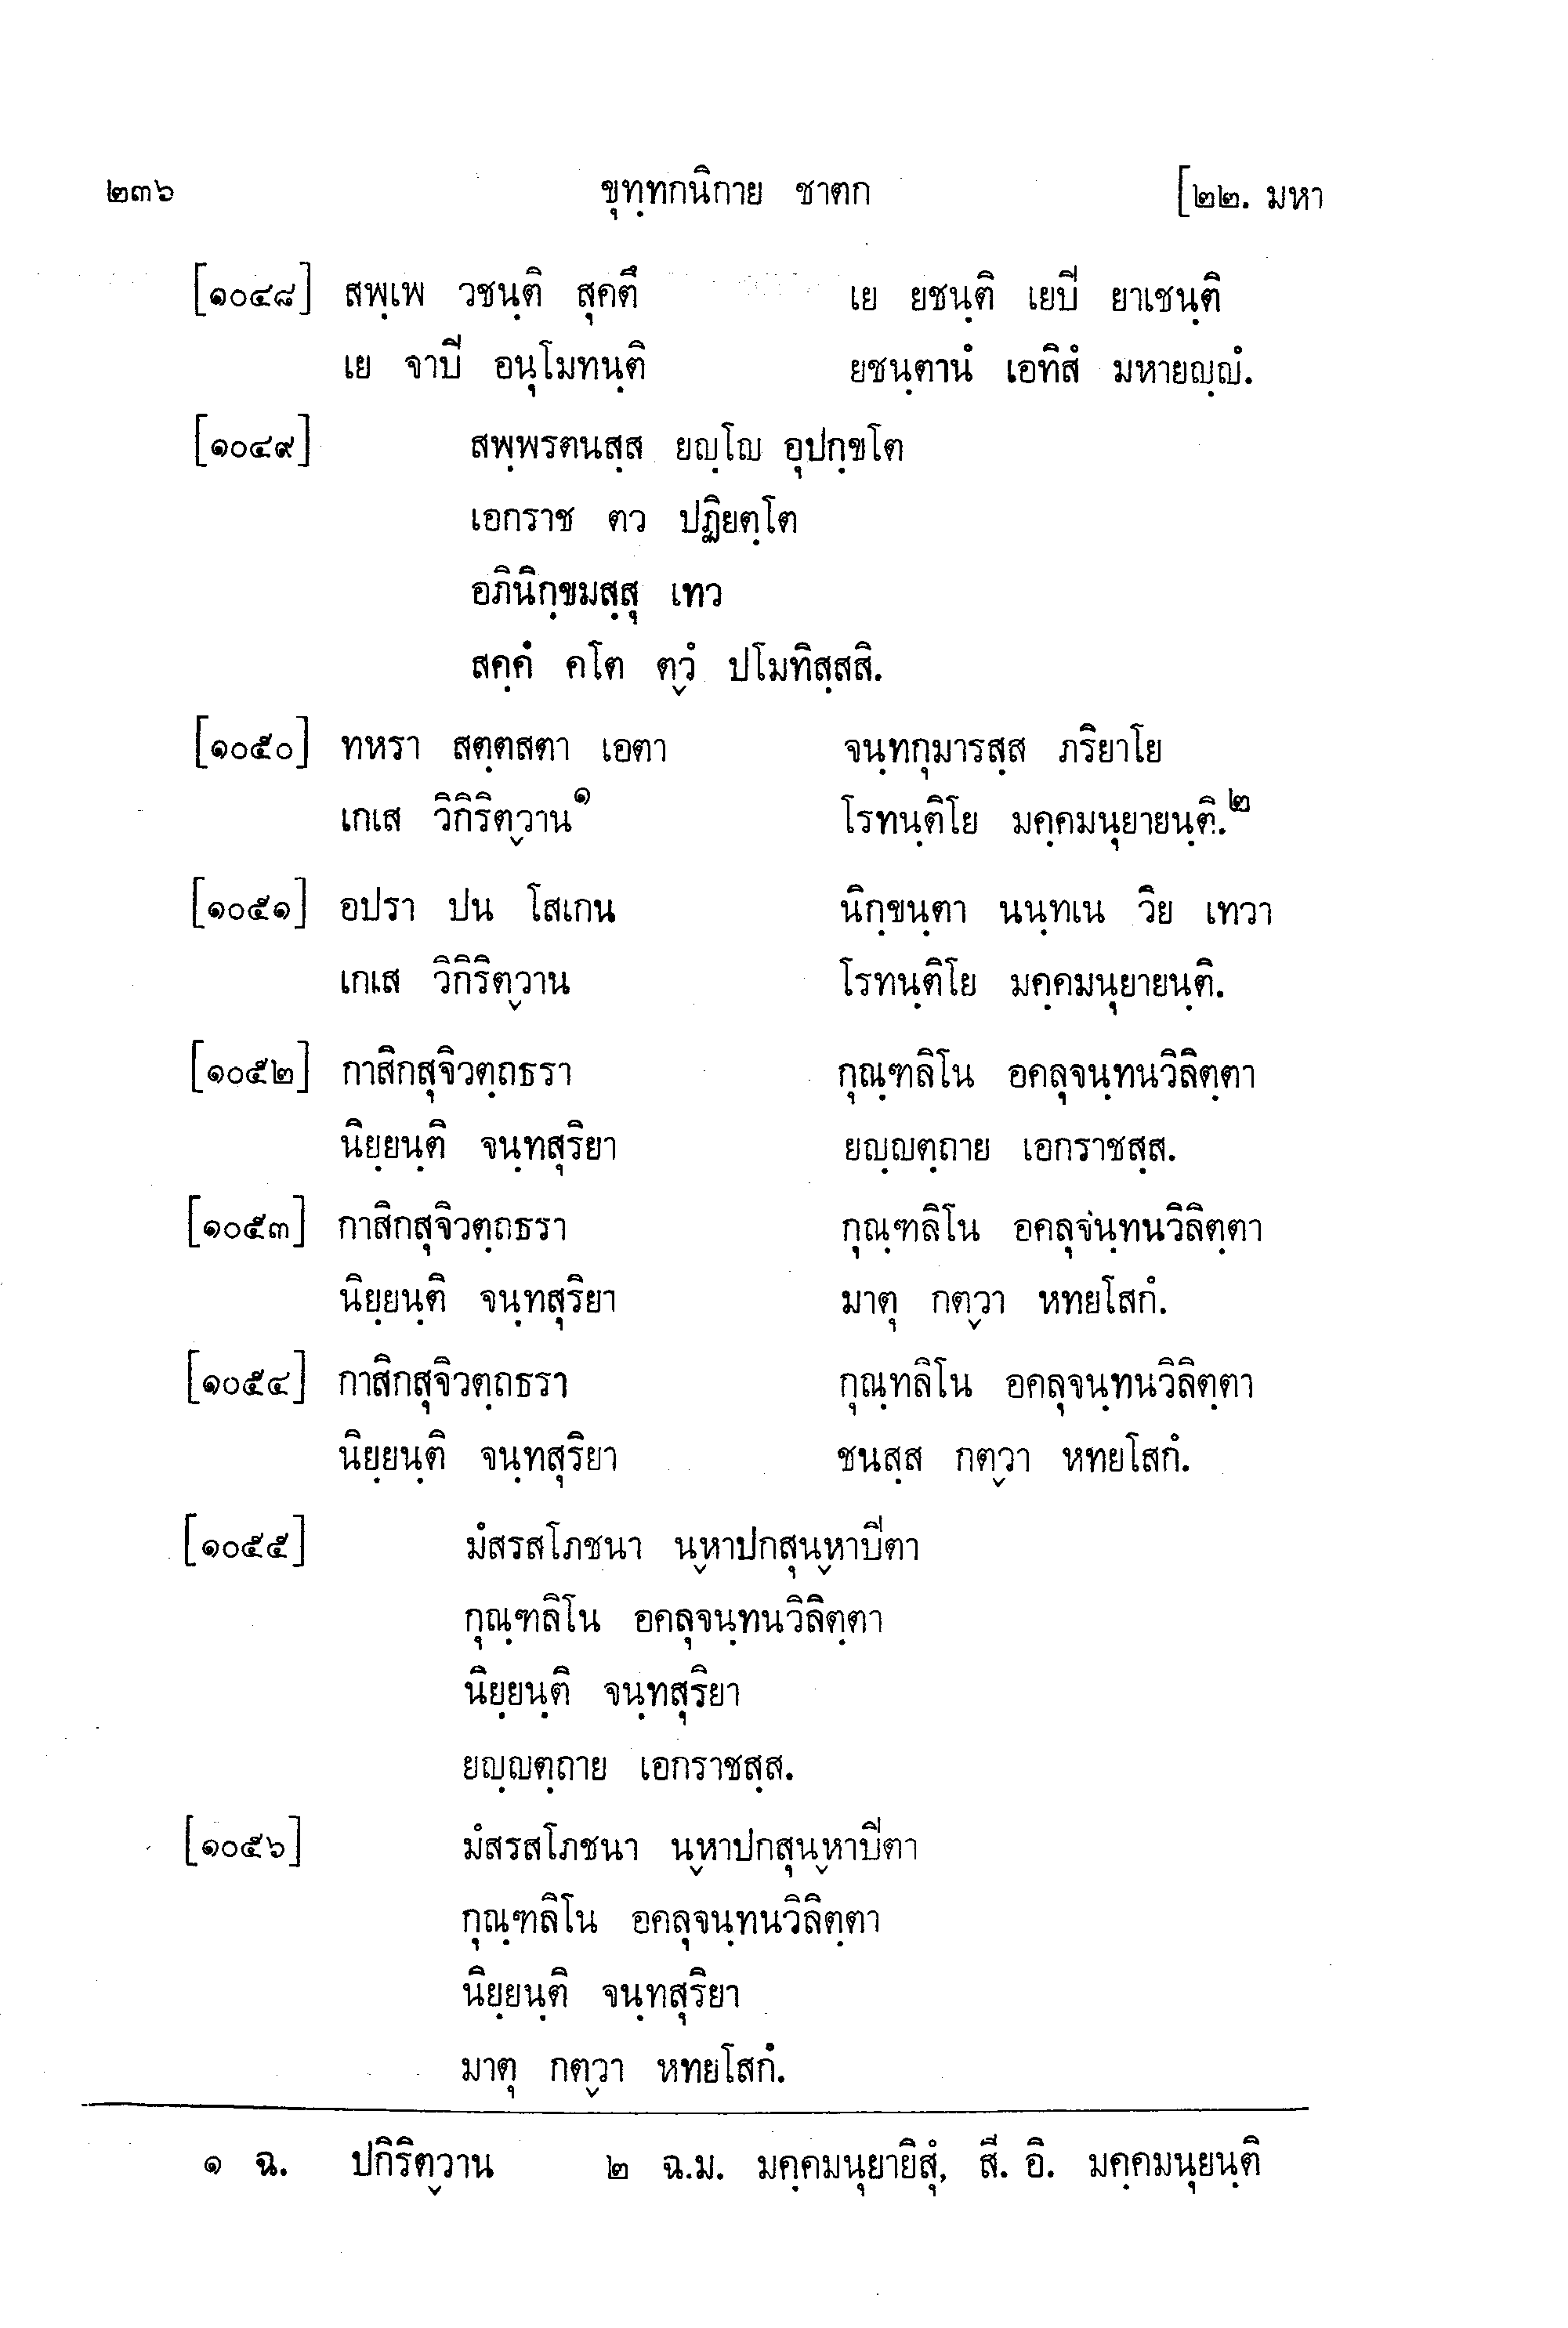 ๒๓๖ ขุทฺทกนิกาย ชาตก [๒๒. มหา
[๑๐๔๘] สพฺเพ วชนฺติ สุคตึ เย ยชนฺติ เยปิ ยาเชนฺติ
เย จาปิ อนุโมทนฺติ ยชนฺตานํ เอทิสํ มหายญฺญํ.
[๑๐๔๙] สพฺพรตนสฺส ยญฺโญ อุปกฺขโต
เอกราช ตว ปฏิยตฺโต
อภินิกฺขมสฺสุ เทว
สคฺคํ คโต ตฺวํ ปโมทิสฺสสิ.
[๑๐๕๐] ทหรา สตฺตสตา เอตา จนฺทกุมารสฺส ภริยาโย
เกเส วิกิริตฺวาน๑ โรทนฺติโย มคฺคมนุยายนฺติ.๒
[๑๐๕๑] อปรา ปน โสเกน นิกฺขนฺตา นนฺทเน วิย เทวา
เกเส วิกิริตฺวาน โรทนฺติโย มคฺคมนุยายนฺติ.
[๑๐๕๒] กาสิกสุจิวตฺถธรา กุณฺฑลิโน อคลุจนฺทนวิลิตฺตา
นิยฺยนฺติ จนฺทสุริยา ยญฺญตฺถาย เอกราชสฺส.
[๑๐๕๓] กาสิกสุจิวตฺถธรา กุณฺฑลิโน อคลุจนฺทนวิลิตฺตา
นิยฺยนฺติ จนฺทสุริยา มาตุ กตฺวา หทยโสกํ.
[๑๐๕๔] กาสิกสุจิวตฺถธรา กุณฺทลิโน อคลุจนฺทนวิลิตฺตา
นิยฺยนฺติ จนฺทสุริยา ชนสฺส กตฺวา หทยโสกํ.
[๑๐๕๕] มํสรสโภชนา นฺหาปกสุนฺหาปิตา
กุณฺฑลิโน อคลุจนฺทนวิลิตฺตา
นิยฺยนฺติ จนฺทสุริยา
ยญฺญตฺถาย เอกราชสฺส.
[๑๐๕๖] มํสรสโภชนา นฺหาปกสุนฺหาปิตา
กุณฺฑลิโน อคลุจนฺทนวิลิตฺตา
นิยฺยนฺติ จนฺทสุริยา
มาตุ กตฺวา หทยโสกํ.
๑ ฉ. ปกิริตฺวาน ๒ ฉ.ม. มคฺคมนุยายิสุํ, สี. อิ. มคฺคมนุยนฺติ